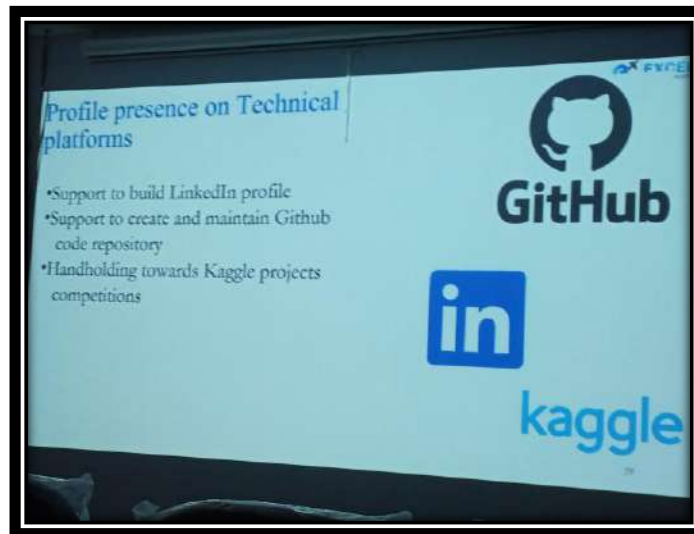 EXCE
Profile presence on Technical
platforms
•Support to build LinkedIn profile
•Support to create and maintain Github
code repository
•Handholding towards Kaggle projects
competitions
GitHub
in
kaggle